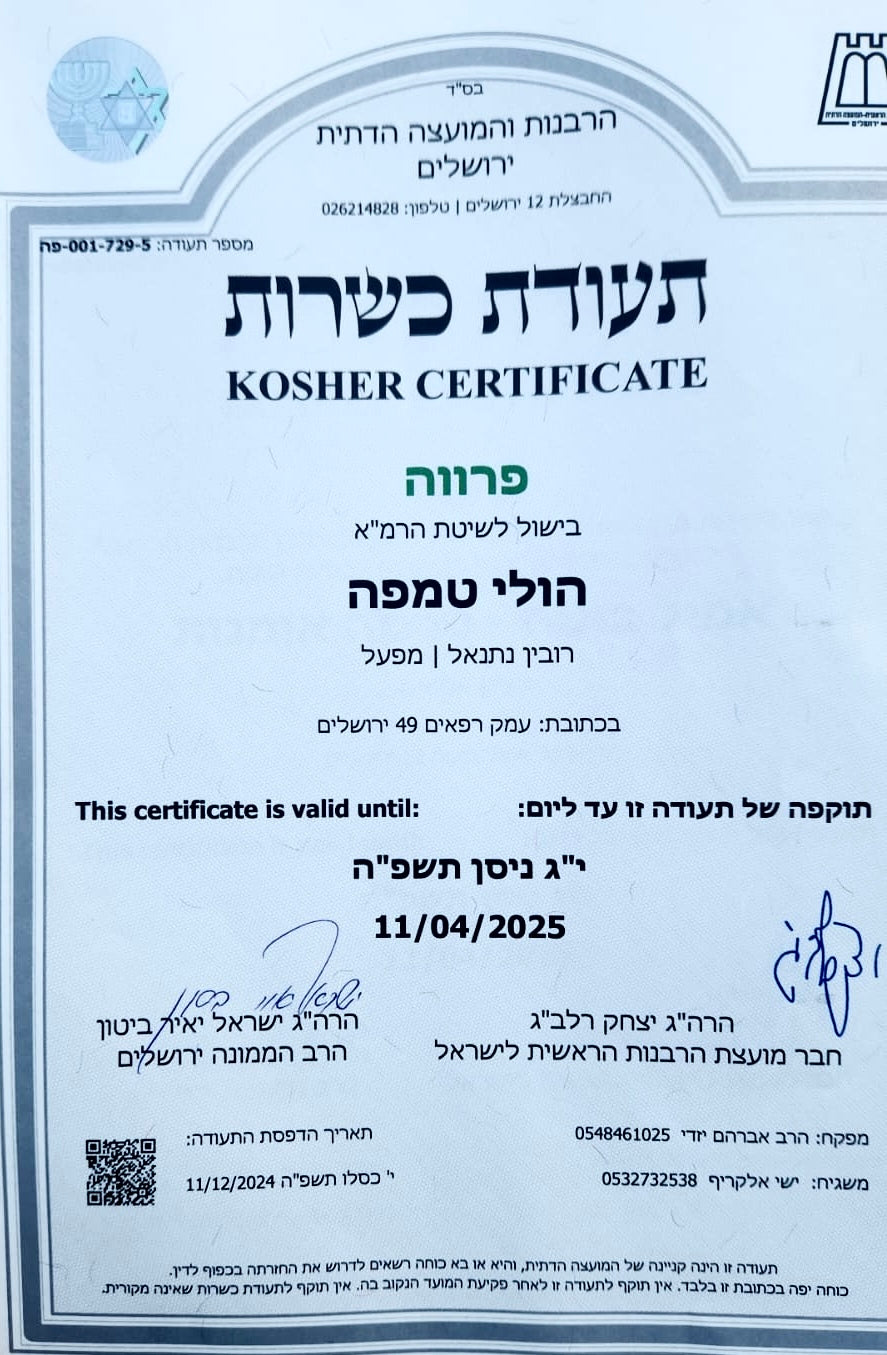 בס"ד
הרבנות והמועצה הדתית
ירושלים
החבצלת 12 ירושלים | טלפון: 026214828
מספר תעודה: 001-729-5-פה
תעודת כשרות
KOSHER CERTIFICATE
פרווה
בישול לשיטת הרמ"א
הולי טמפה
רובין נתנאל | מפעל
בכתובת: עמק רפאים 49 ירושלים
תוקפה של תעודה זו עד ליום:
This certificate is valid until:
י"ג ניסן תשפ"ה
11/04/2025
הרה"ג יצחק רלב"ג
חבר מועצת הרבנות הראשית לישראל
הרה"ג ישראל יאיר ביטון
הרב הממונה ירושלים
מפקח: הרב אברהם יזדי 0548461025
משגיח: ישי אלקריף 0532732538
תאריך הדפסת התעודה:
י' כסלו תשפ"ה 11/12/2024
תעודה זו הינה קניינה של המועצה הדתית, והיא או בא כוחה רשאים לדרוש את החזרתה בכפוף לדין.
כוחה יפה בכתובת זו בלבד. אין תוקף לתעודה זו לאחר פקיעת המועד הנקוב בה. אין תוקף לתעודת כשרות שאינה מקורית.